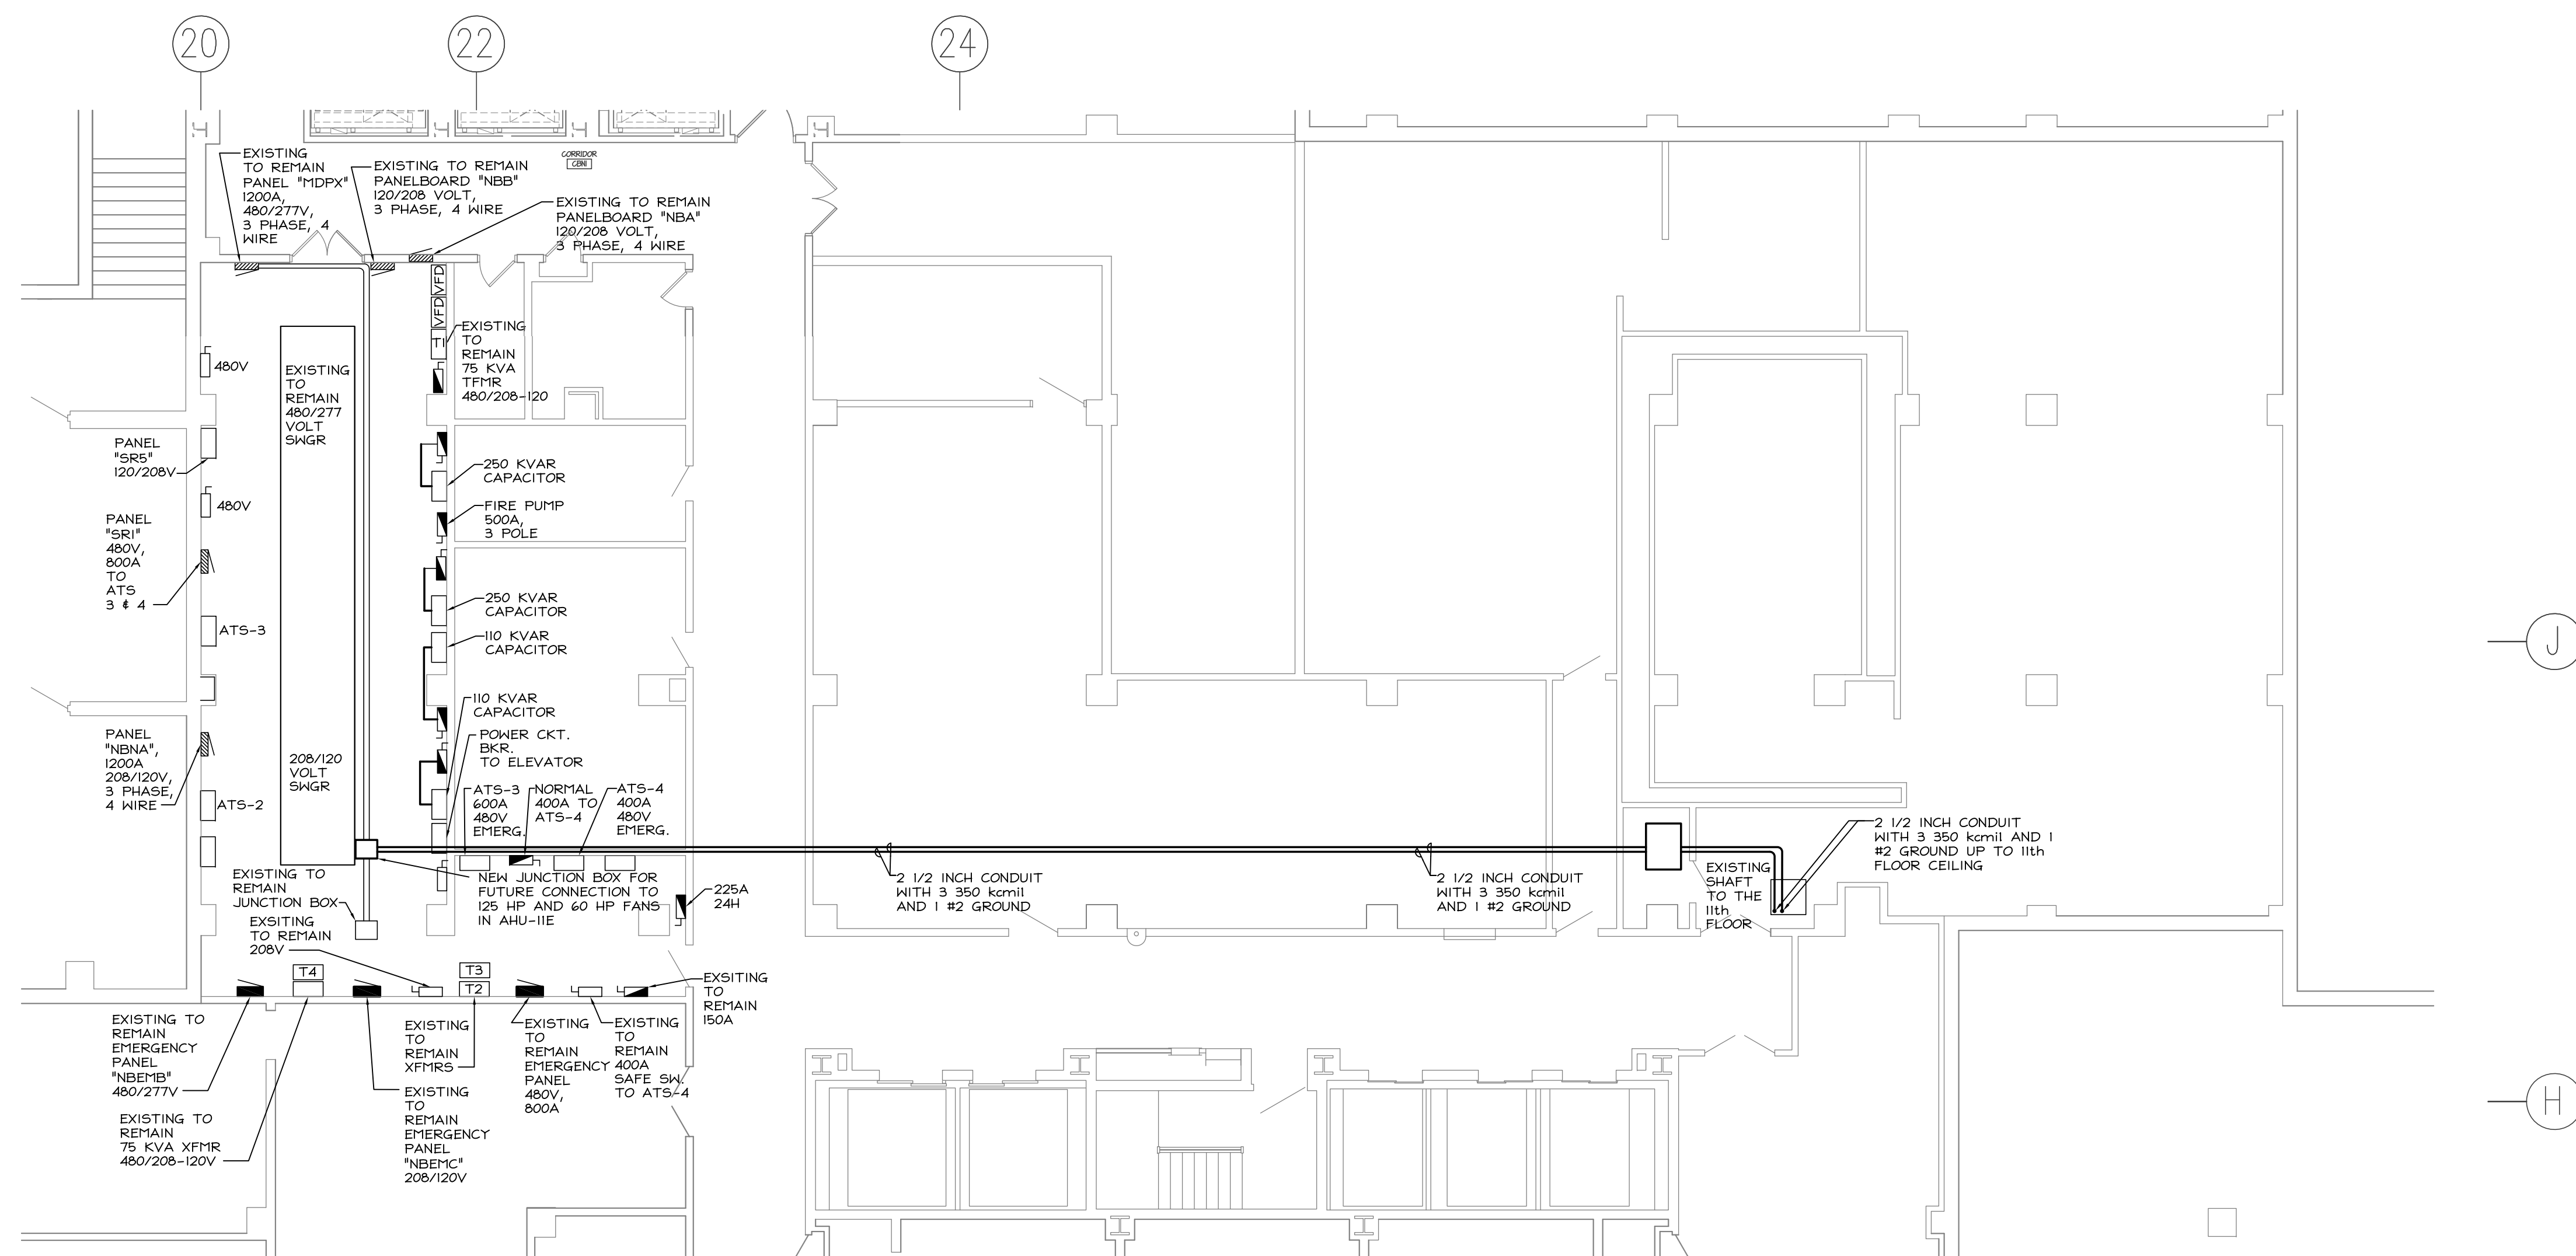 20
22
24
CORRIDOR
CBN1
EXISTING
TO REMAIN
PANEL "MDPX"
1200A,
480/277V,
3 PHASE, 4
WIRE
EXISTING TO REMAIN
PANELBOARD "NBB"
120/208 VOLT,
3 PHASE, 4 WIRE
EXISTING TO REMAIN
PANELBOARD "NBA"
120/208 VOLT,
3 PHASE, 4 WIRE
VFD
VFD
T1
EXISTING
TO
REMAIN
75 KVA
TFMR
480/208-120
480V
EXISTING
TO
REMAIN
480/277
VOLT
SWGR
PANEL
"SR5"
120/208V
480V
250 KVAR
CAPACITOR
FIRE PUMP
500A,
3 POLE
PANEL
"SR1"
480V,
800A
TO
ATS
3 & 4
250 KVAR
CAPACITOR
ATS-3
110 KVAR
CAPACITOR
J
110 KVAR
CAPACITOR
PANEL
"NBNA",
1200A
208/120V,
3 PHASE,
4 WIRE
208/120
VOLT
SWGR
POWER CKT.
BKR.
TO ELEVATOR
ATS-2
ATS-3
600A
480V
EMERG.
NORMAL
400A TO
ATS-4
ATS-4
400A
480V
EMERG.
2 1/2 INCH CONDUIT
WITH 3 350 kcmil AND 1
#2 GROUND UP TO 11th
FLOOR CEILING
EXISTING TO
REMAIN
JUNCTION BOX
NEW JUNCTION BOX FOR
FUTURE CONNECTION TO
125 HP AND 60 HP FANS
IN AHU-11E
225A
24H
2 1/2 INCH CONDUIT
WITH 3 350 kcmil
AND 1 #2 GROUND
2 1/2 INCH CONDUIT
WITH 3 350 kcmil
AND 1 #2 GROUND
EXISTING
SHAFT
TO THE
11th
FLOOR
EXSITING
TO REMAIN
208V
T4
T3
T2
EXSITING
TO
REMAIN
150A
EXISTING TO
REMAIN
EMERGENCY
PANEL
"NBEMB"
480/277V
EXISTING
TO
REMAIN
XFMRS
EXISTING
TO
REMAIN
EMERGENCY
PANEL
480V,
800A
EXISTING
TO
REMAIN
400A
SAFE SW.
TO ATS-4
EXISTING TO
REMAIN
75 KVA XFMR
480/208-120V
EXISTING
TO
REMAIN
EMERGENCY
PANEL
"NBEMC"
208/120V
H